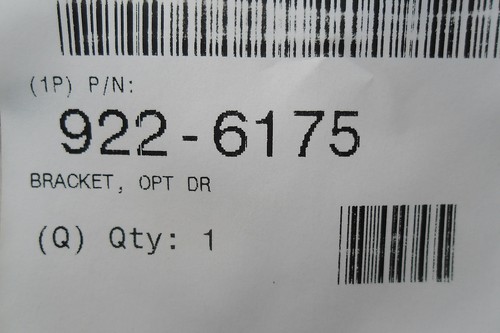 (1P) P/N:
922-6175
BRACKET, OPT DR
(Q) Qty: 1